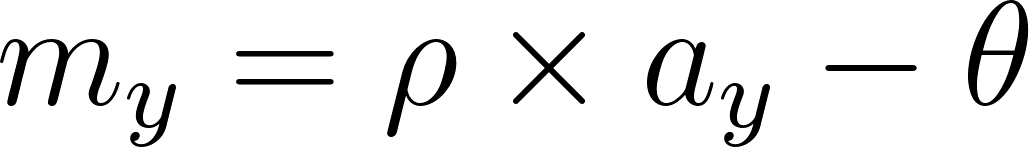 m_y = ρ × a_y − θ